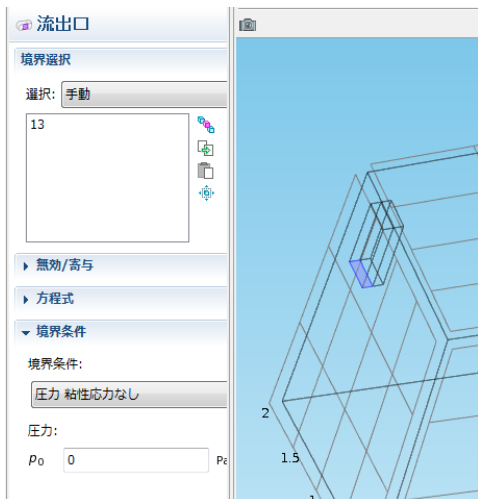 流出口
境界選択
選択: 手動
13
無効/寄与
方程式
境界条件
境界条件:
圧力 粘性応力なし
圧力:
p0 0 Pa
2
1.5
1